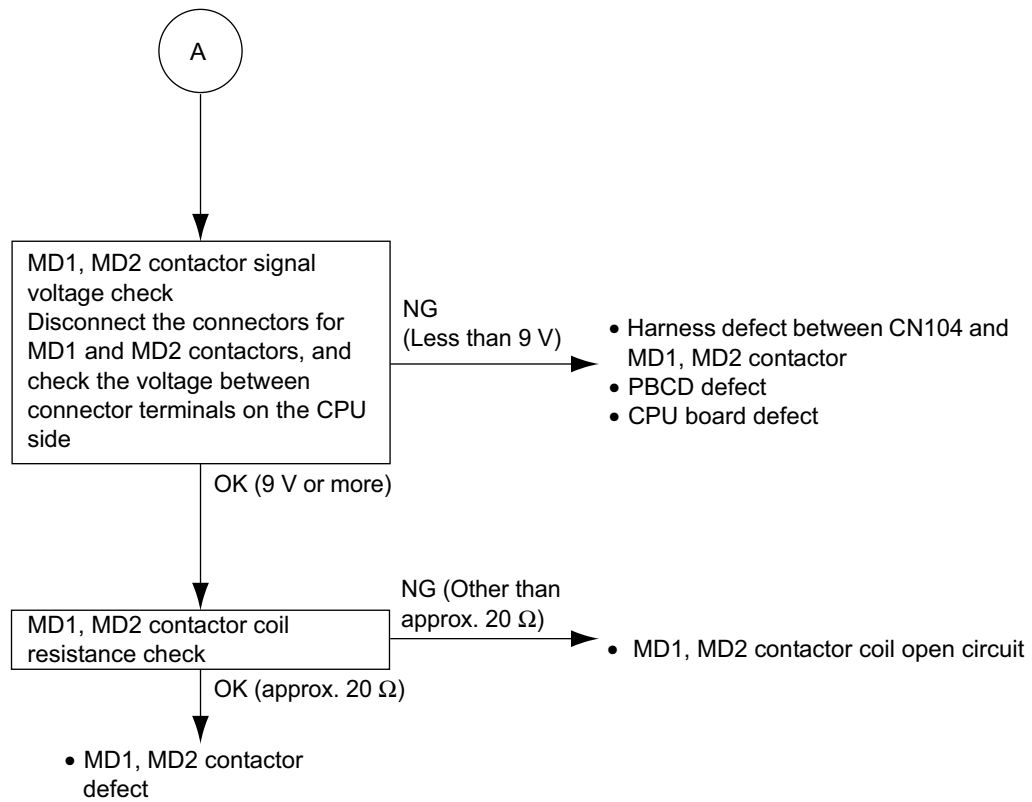 A
MD1, MD2 contactor signal
voltage check
Disconnect the connectors for
MD1 and MD2 contactors, and
check the voltage between
connector terminals on the CPU
side
NG
(Less than 9 V)
• Harness defect between CN104 and
MD1, MD2 contactor
• PBCD defect
• CPU board defect
OK (9 V or more)
MD1, MD2 contactor coil
resistance check
NG (Other than
approx. 20 Ω)
• MD1, MD2 contactor coil open circuit
OK (approx. 20 Ω)
• MD1, MD2 contactor
defect